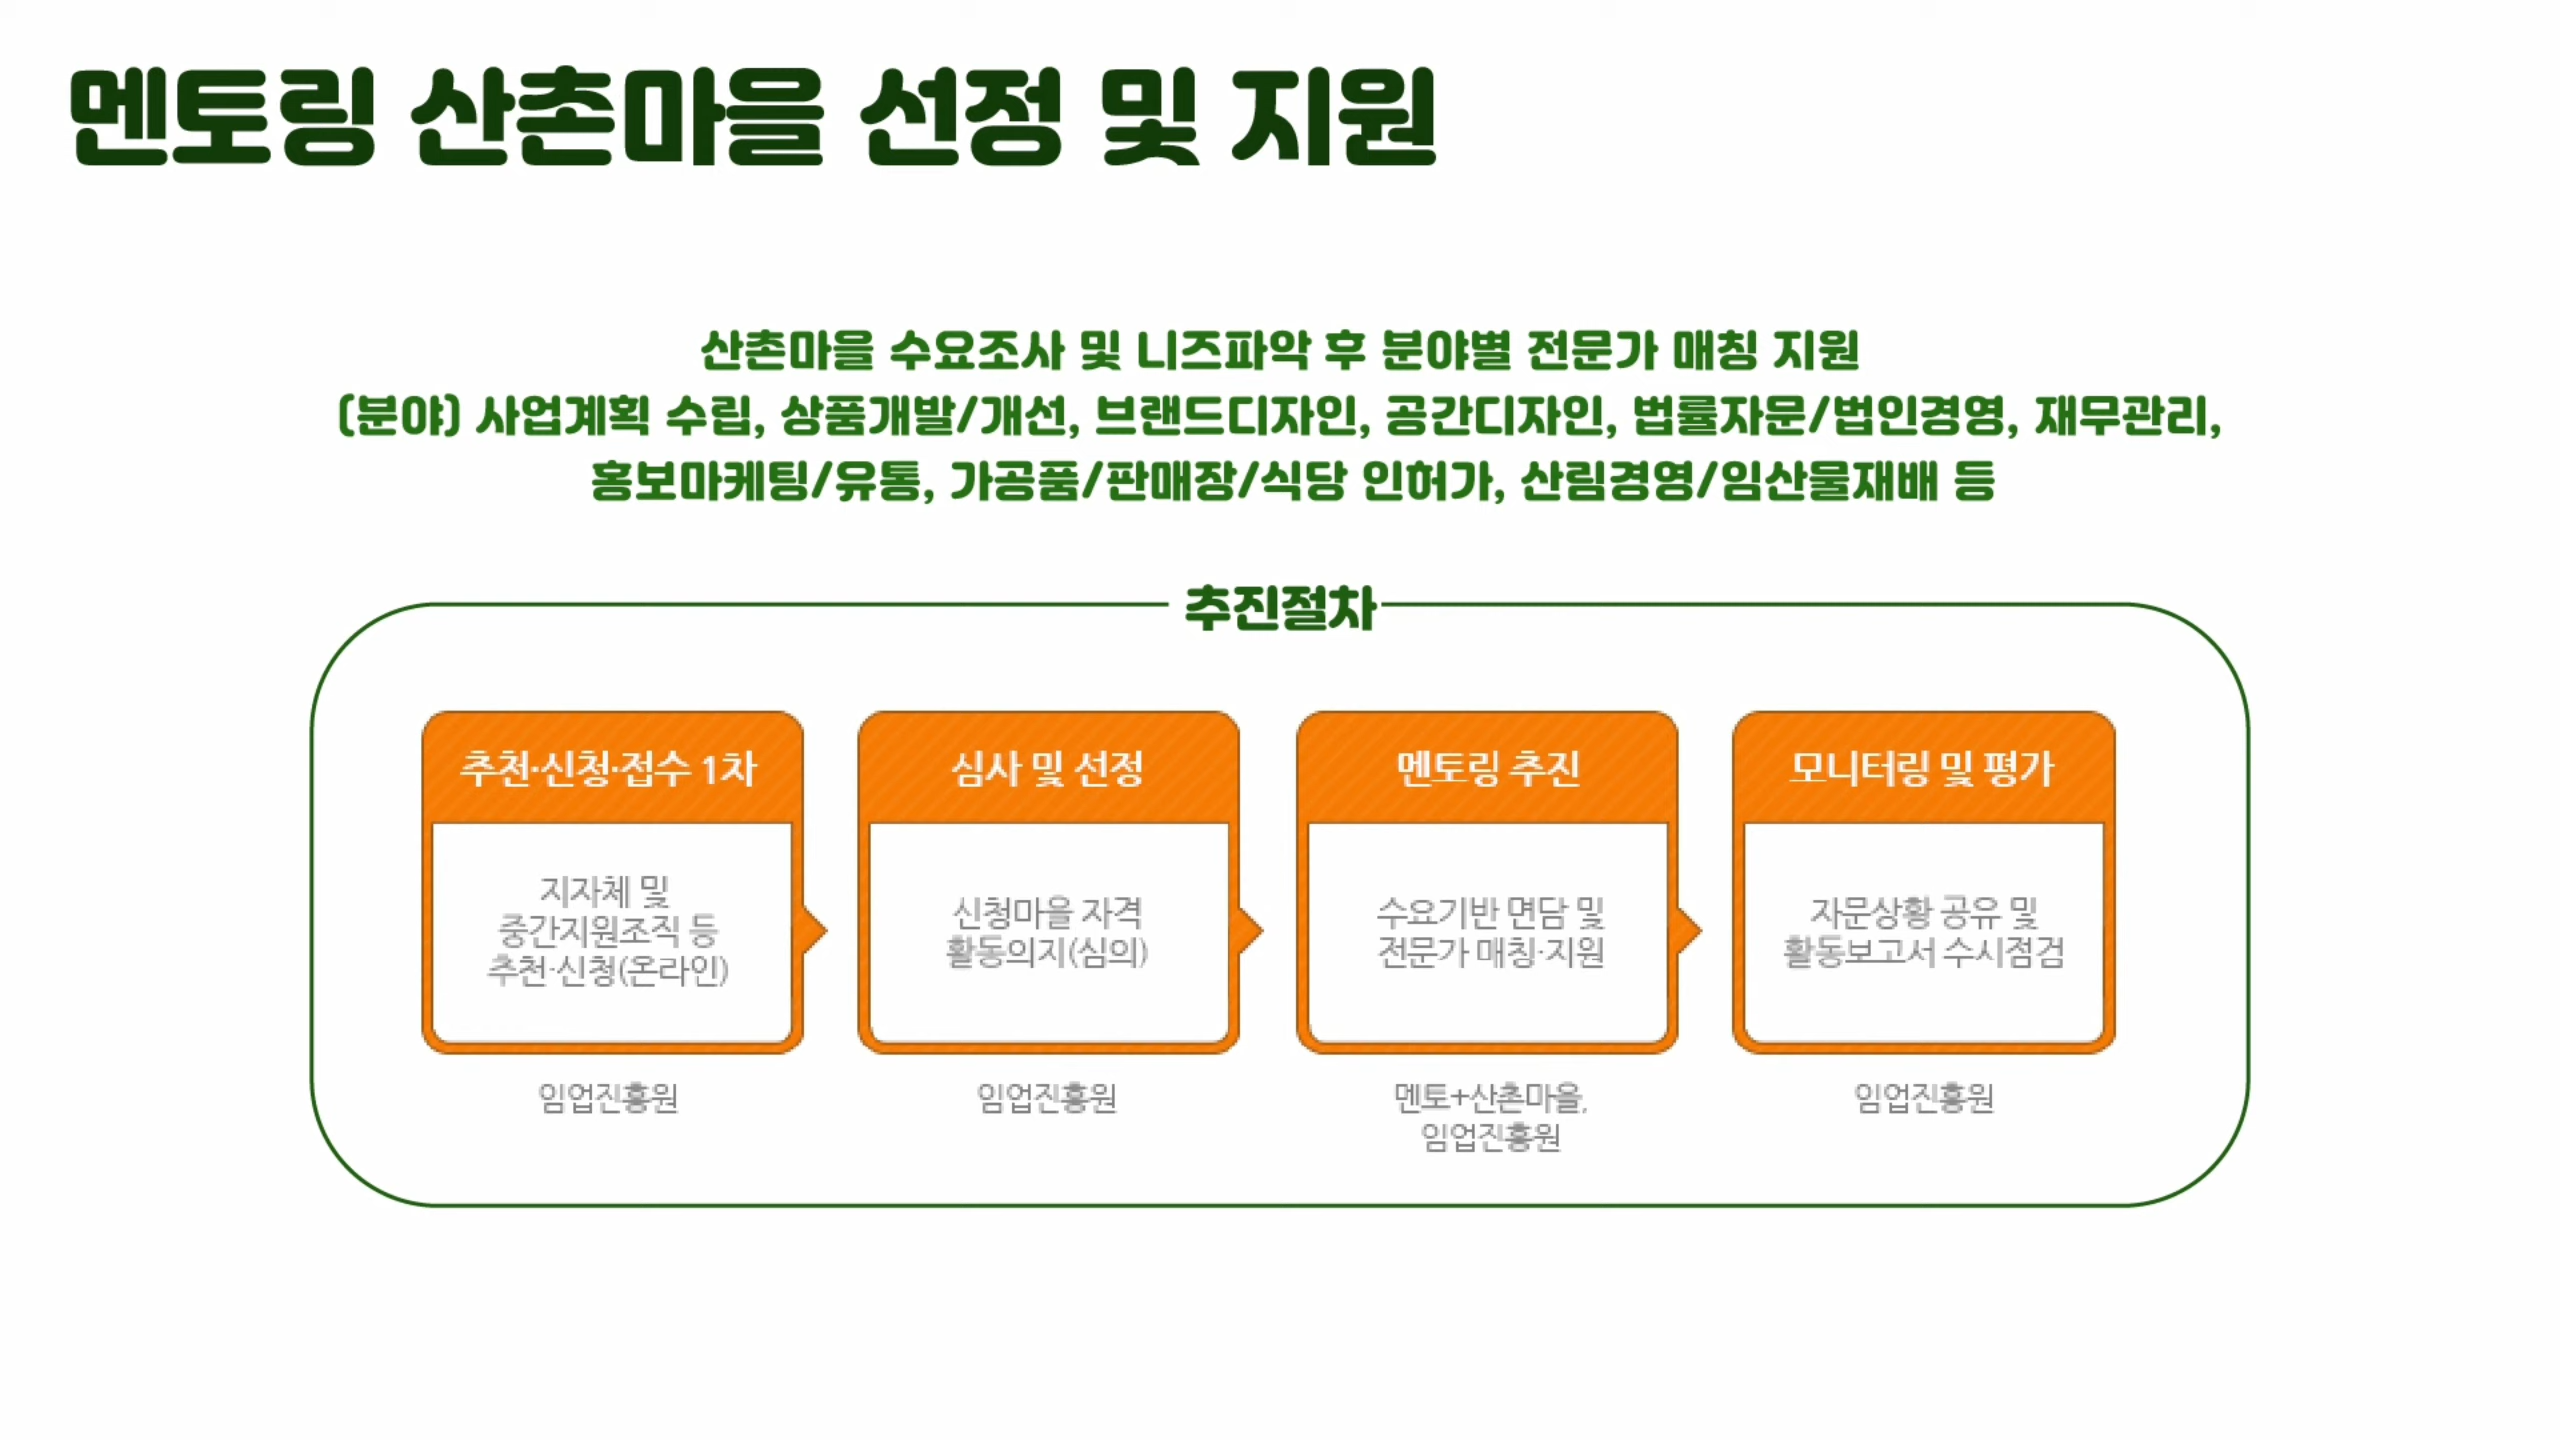 멘토링 산촌마을 선정 및 지원
산촌마을 수요조사 및 니즈파악 후 분야별 전문가 매칭 지원
(분야) 사업계획 수립, 상품개발/개선, 브랜드디자인, 공간디자인, 법률자문/법인경영, 재무관리,
홍보마케팅/유통, 가공품/판매장/식당 인허가, 산림경영/임산물재배 등
추진절차
추천·신청·접수 1차
지자체 및
중간지원조직 등
추천·신청(온라인)
임업진흥원
심사 및 선정
신청마을 자격
활동의지(심의)
임업진흥원
멘토링 추진
수요기반 면담 및
전문가 매칭·지원
멘토+산촌마을,
임업진흥원
모니터링 및 평가
자문상황 공유 및
활동보고서 수시점검
임업진흥원